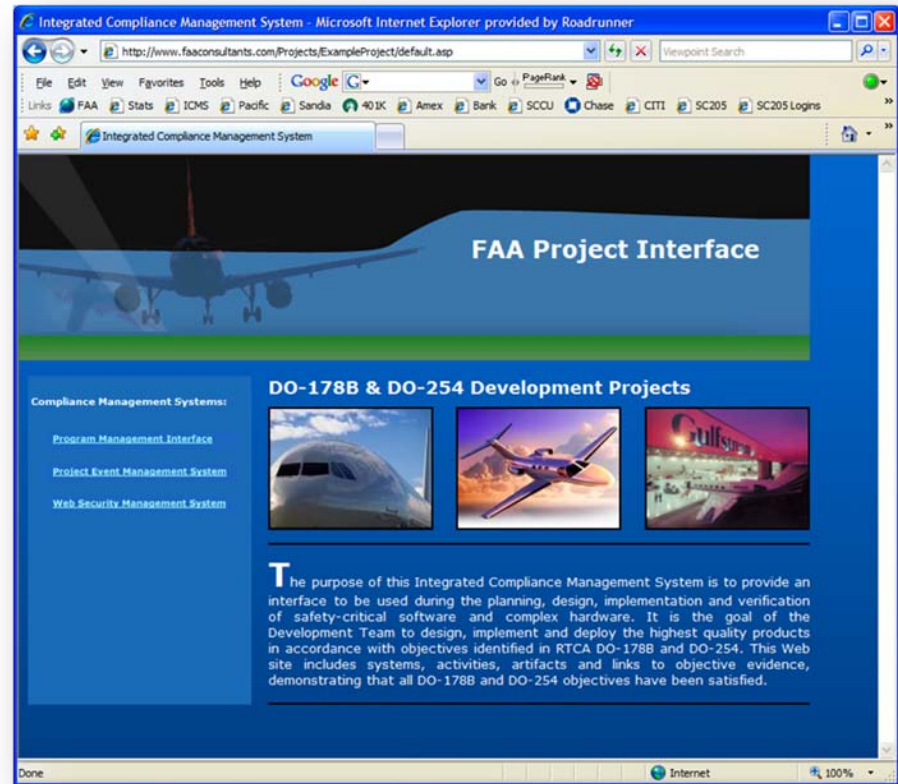 Integrated Compliance Management System - Microsoft Internet Explorer provided by Roadrunner
http://www.faaconsultants.com/Projects/ExampleProject/default.asp
Viewpoint Search
File Edit View Favorites Tools Help Google G Go PageRank
Links FAA Stats ICMS Pacific Sandia 401K Amex Bank SCCU Chase CITI SC205 SC205 Logins »
Integrated Compliance Management System »
FAA Project Interface
Compliance Management Systems:
Program Management Interface
Project Event Management System
Web Security Management System
DO-178B & DO-254 Development Projects
Gulfstream
The purpose of this Integrated Compliance Management System is to provide an
interface to be used during the planning, design, implementation and verification
of safety-critical software and complex hardware. It is the goal of the
Development Team to design, implement and deploy the highest quality products
in accordance with objectives identified in RTCA DO-178B and DO-254. This Web
site includes systems, activities, artifacts and links to objective evidence,
demonstrating that all DO-178B and DO-254 objectives have been satisfied.
Done Internet 100%